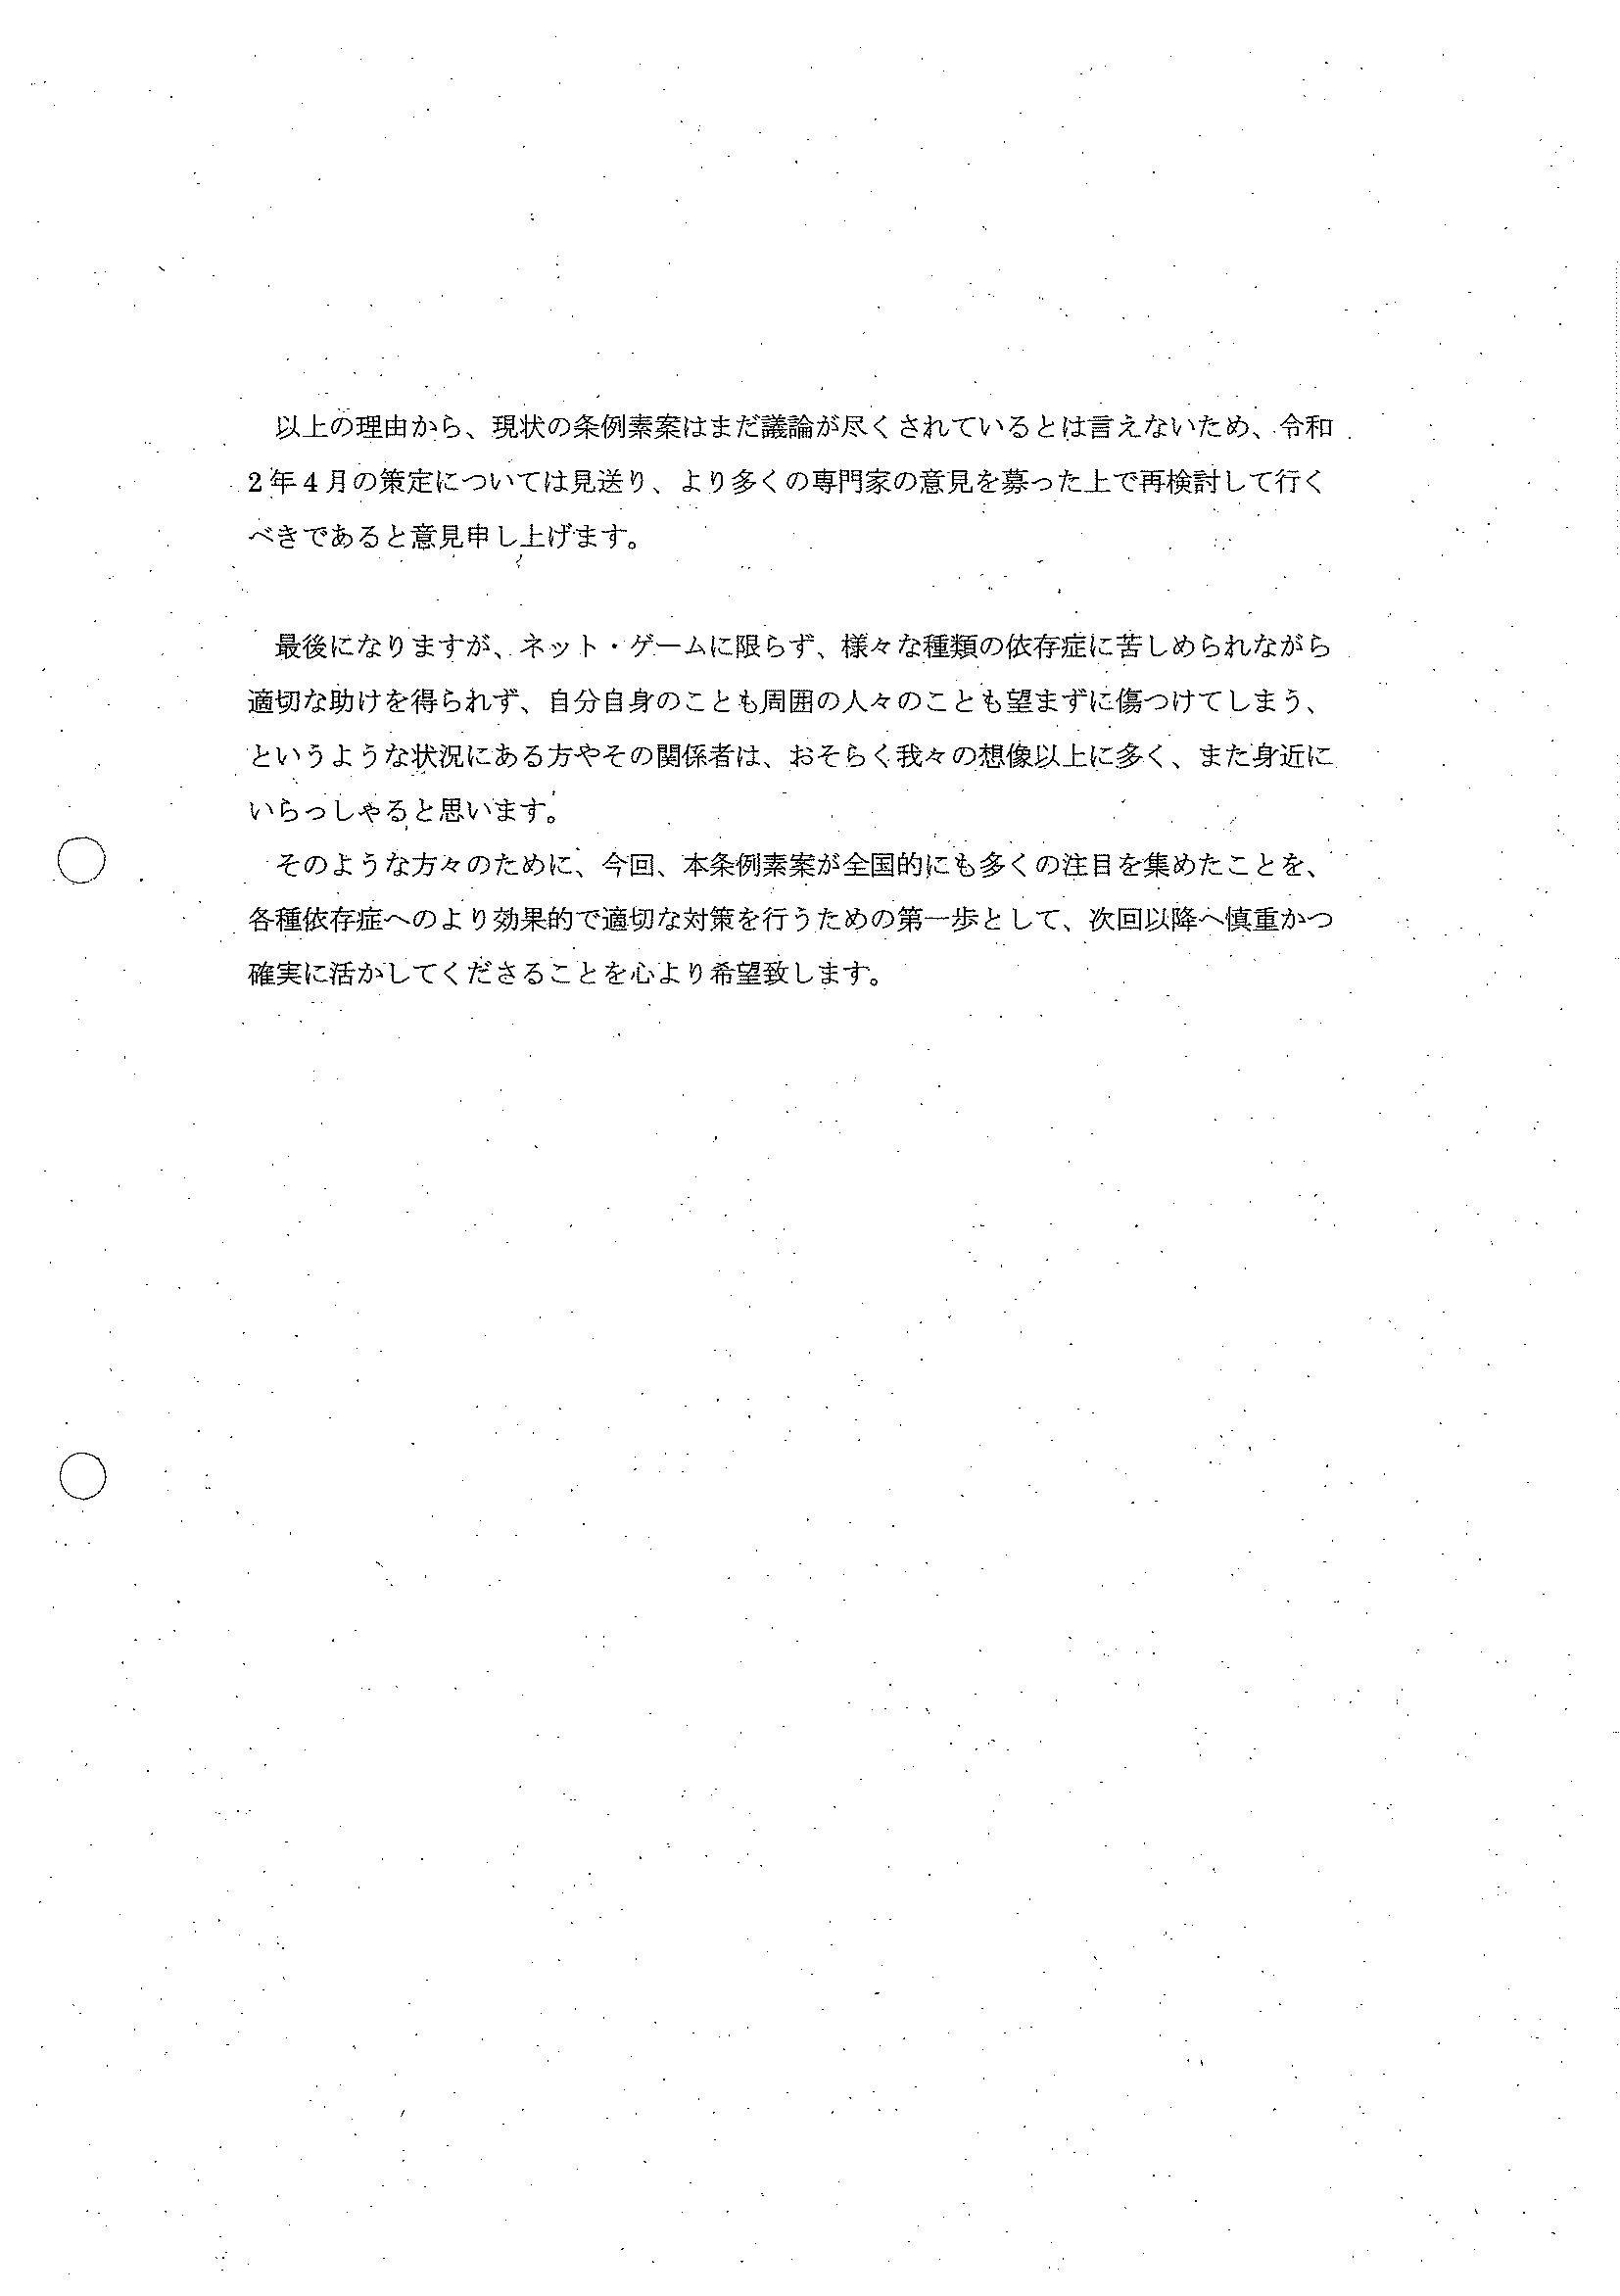 以上の理由から、現状の条例素案はまだ議論が尽くされているとは言えないため、令和
2年4月の策定については見送り、より多くの専門家の意見を募った上で再検討して行く
べきであると意見申し上げます。
最後になりますが、ネット・ゲームに限らず、様々な種類の依存症に苦しめられながら
適切な助けを得られず、自分自身のことも周囲の人々のことも望まずに傷つけてしまう、
というような状況にある方やその関係者は、おそらく我々の想像以上に多く、また身近に
いらっしゃると思います。
そのような方々のために、今回、本条例素案が全国的にも多くの注目を集めたことを、
各種依存症へのより効果的で適切な対策を行うための第一歩として、次回以降へ慎重かつ
確実に活かしてくださることを心より希望致します。